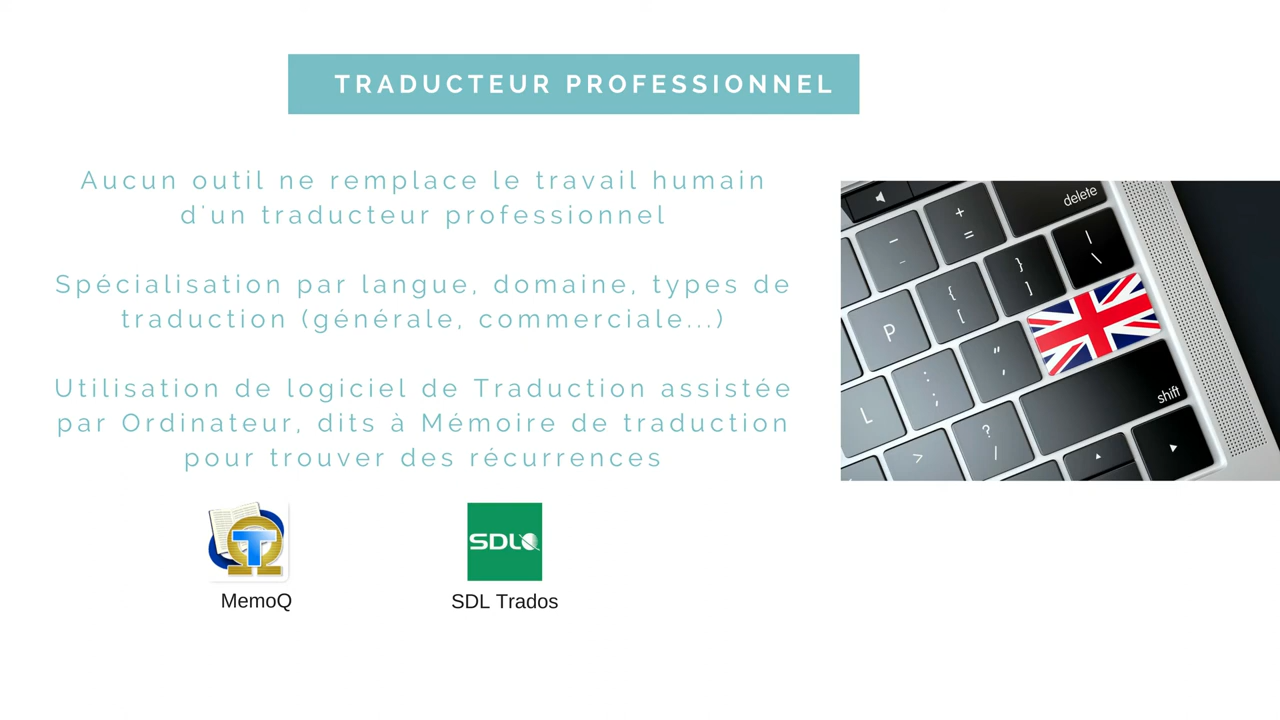 TRADUCTEUR PROFESSIONNEL
Aucun outil ne remplace le travail humain
d'un traducteur professionnel
Spécialisation par langue, domaine, types de
traduction (générale, commerciale...)
Utilisation de logiciel de Traduction assistée
par Ordinateur, dits à Mémoire de traduction
pour trouver des récurrences
T
SDL
MemoQ
SDL Trados
delete
+
=
-
_
|
\
}
]
{
[
P
"
'
:
;
L
shift
?
/
>